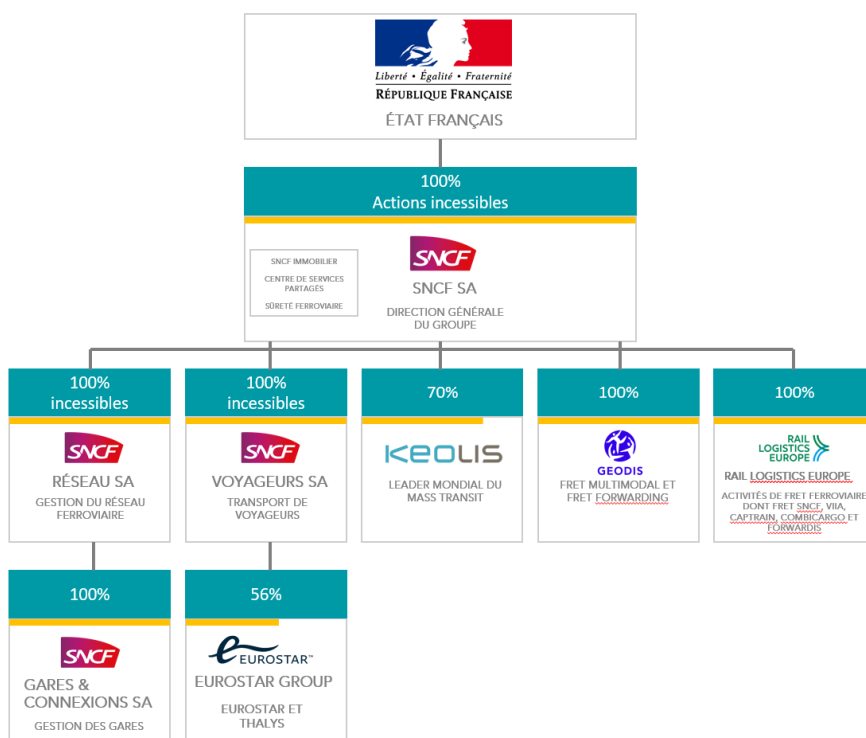 Liberté • Égalité • Fraternité
RÉPUBLIQUE FRANÇAISE
ÉTAT FRANÇAIS
100%
Actions incessibles
SNCF IMMOBILIER
CENTRE DE SERVICES
PARTAGÉS
SÛRETÉ FERROVIAIRE
SNCF
SNCF SA
DIRECTION GÉNÉRALE
DU GROUPE
100%
incessibles
SNCF
RÉSEAU SA
GESTION DU RÉSEAU
FERROVIAIRE
100%
incessibles
SNCF
VOYAGEURS SA
TRANSPORT DE
VOYAGEURS
70%
KEOLIS
LEADER MONDIAL DU
MASS TRANSIT
100%
GEODIS
FRET MULTIMODAL ET
FRET FORWARDING
100%
RAIL
LOGISTICS
EUROPE
RAIL LOGISTICS EUROPE
ACTIVITÉS DE FRET FERROVIAIRE
DONT FRET SNCF, VIIA,
CAPTRAIN, COMBICARGO ET
FORWARDIS
100%
SNCF
GARES &
CONNEXIONS SA
GESTION DES GARES
56%
EUROSTAR™
EUROSTAR GROUP
EUROSTAR ET
THALYS